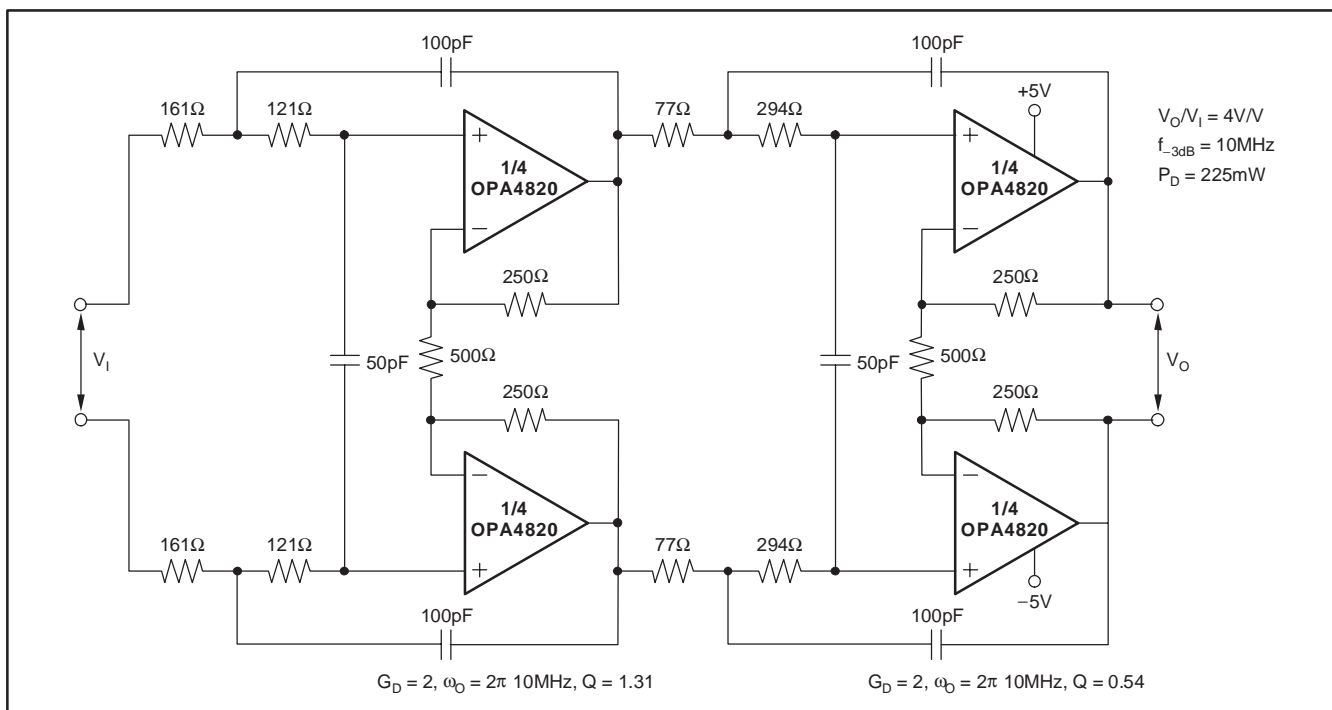 100pF
100pF
161Ω
121Ω
77Ω
294Ω
+5V
V_O/V_I = 4V/V
f_−3dB = 10MHz
P_D = 225mW
+
1/4
OPA4820
−
+
1/4
OPA4820
−
250Ω
250Ω
V_I
50pF
500Ω
50pF
500Ω
V_O
250Ω
250Ω
−
1/4
OPA4820
+
−
1/4
OPA4820
+
161Ω
121Ω
77Ω
294Ω
−5V
100pF
100pF
G_D = 2, ω_O = 2π 10MHz, Q = 1.31
G_D = 2, ω_O = 2π 10MHz, Q = 0.54